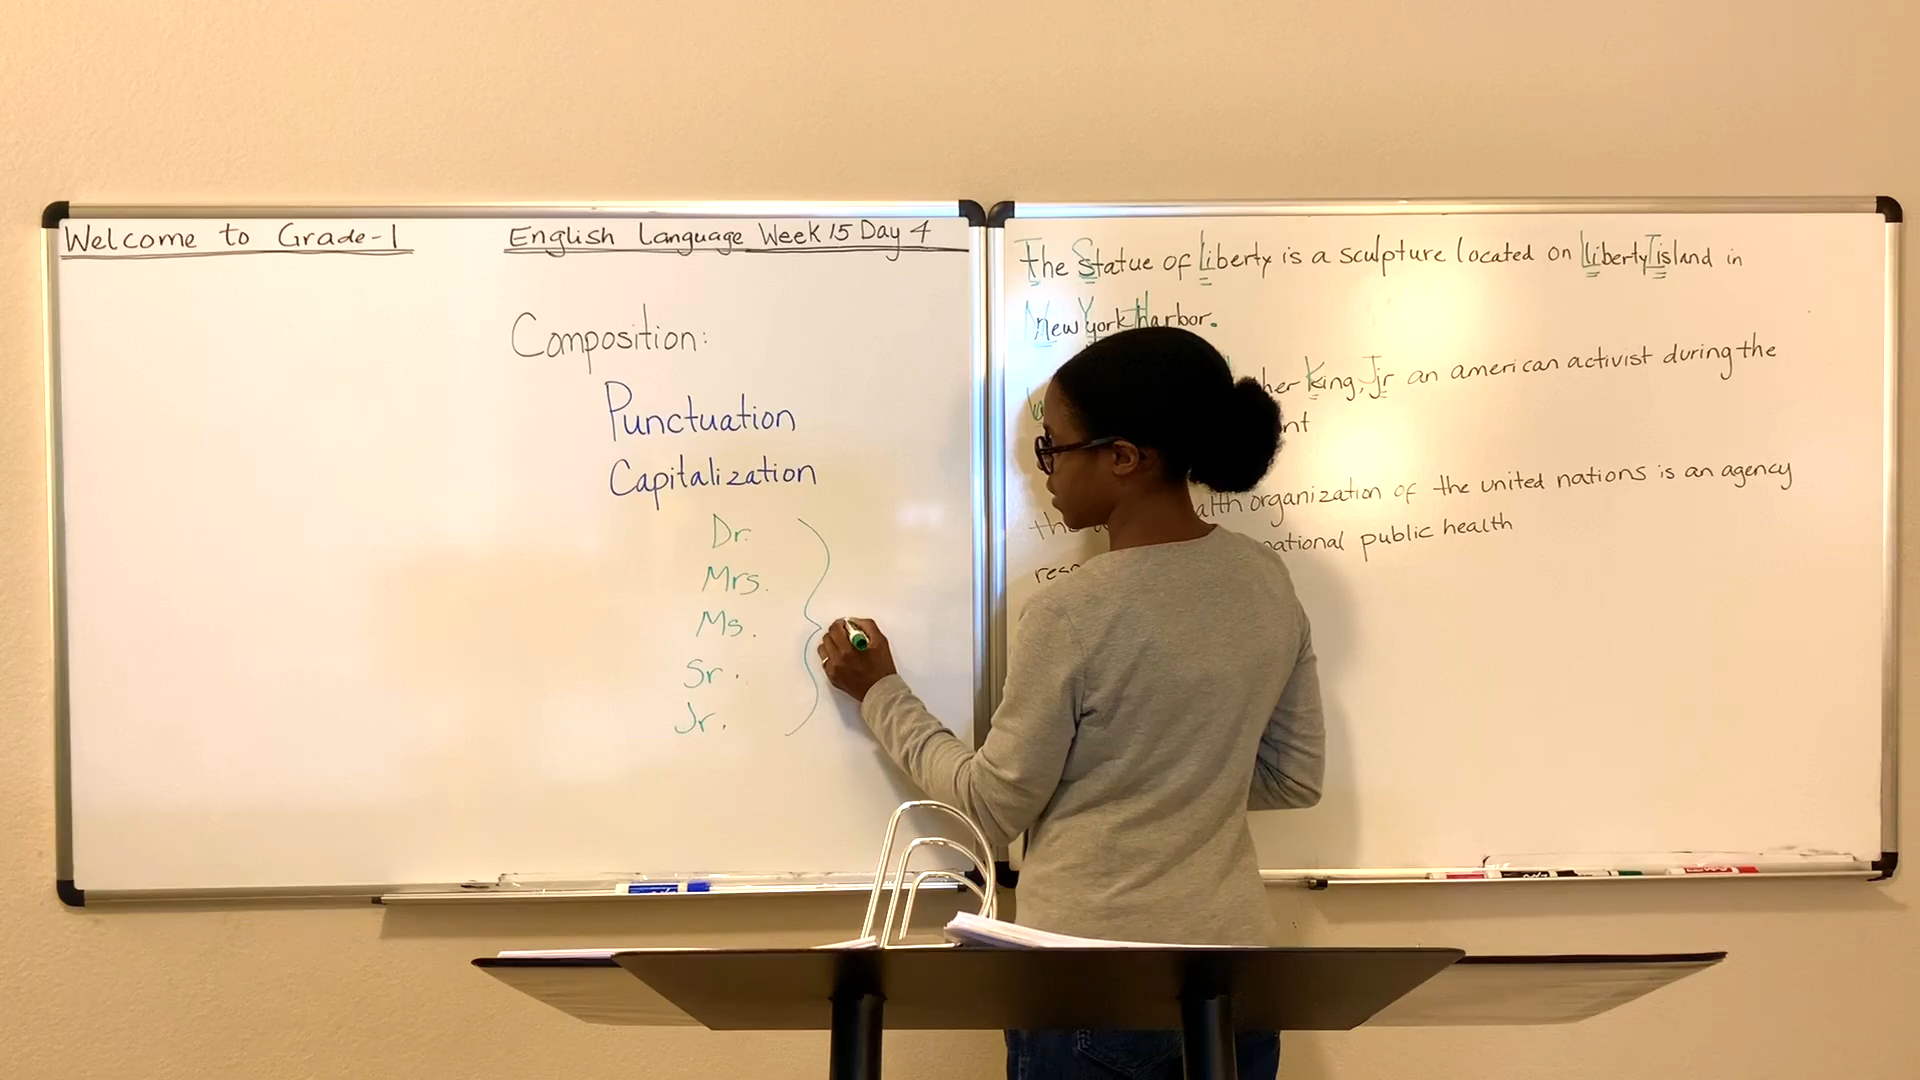 Welcome to Grade-1
English Language Week 15 Day 4
Composition:
Punctuation
Capitalization
Dr.
Mrs.
Ms.
Sr.
Jr.
The Statue of Liberty is a sculpture located on Liberty Island in
New York Harbor.
King, Jr an american activist during the
organization of the united nations is an agency
public health